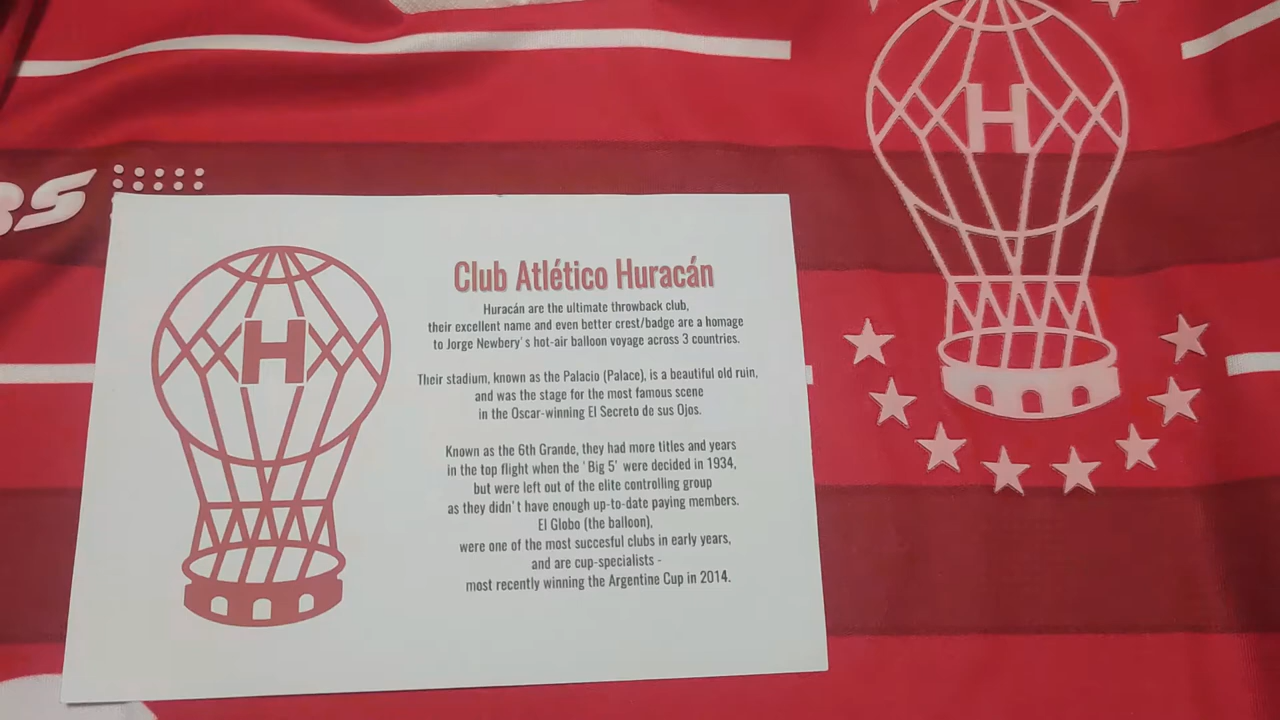 BS
H
H
Club Atlético Huracán
Huracán are the ultimate throwback club,
their excellent name and even better crest/badge are a homage
to Jorge Newbery's hot-air balloon voyage across 3 countries.
Their stadium, known as the Palacio (Palace), is a beautiful old ruin,
and was the stage for the most famous scene
in the Oscar-winning El Secreto de sus Ojos.
Known as the 6th Grande, they had more titles and years
in the top flight when the 'Big 5' were decided in 1934,
but were left out of the elite controlling group
as they didn't have enough up-to-date paying members.
El Globo (the balloon),
were one of the most succesful clubs in early years,
and are cup-specialists -
most recently winning the Argentine Cup in 2014.